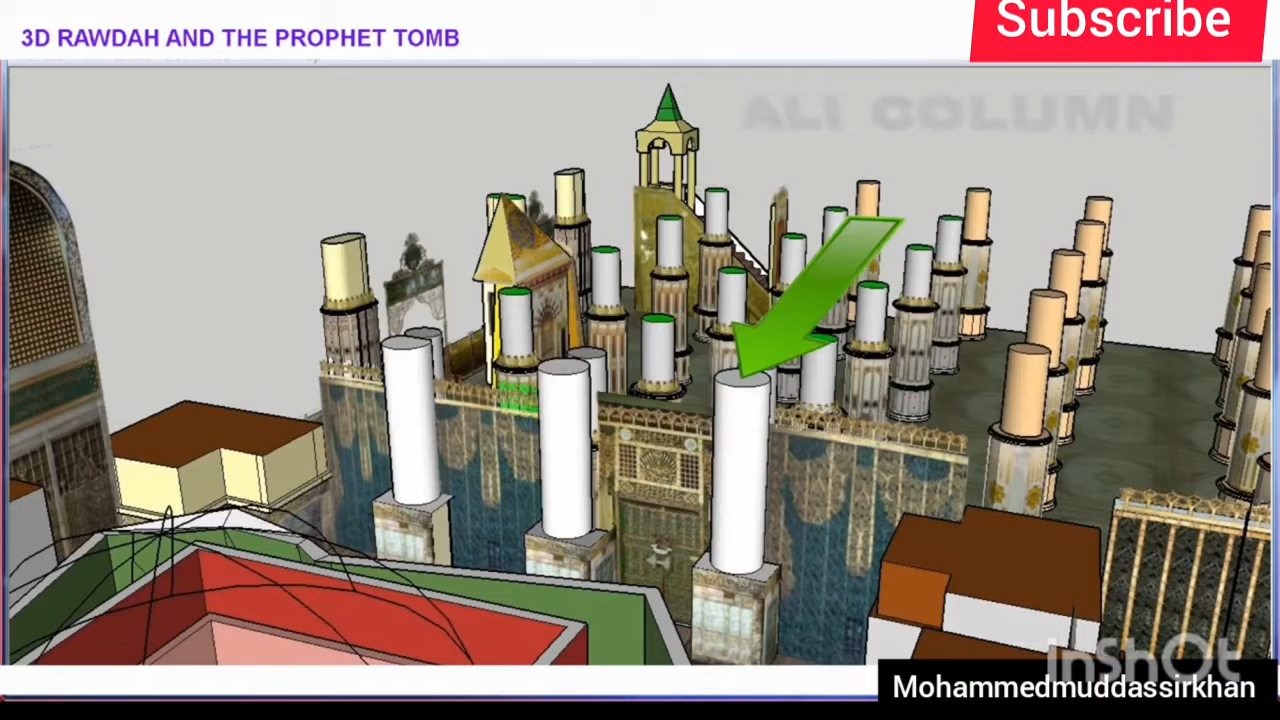 3D RAWDAH AND THE PROPHET TOMB
Subscribe
ALI COLUMN
InShOt
Mohammedmuddassirkhan